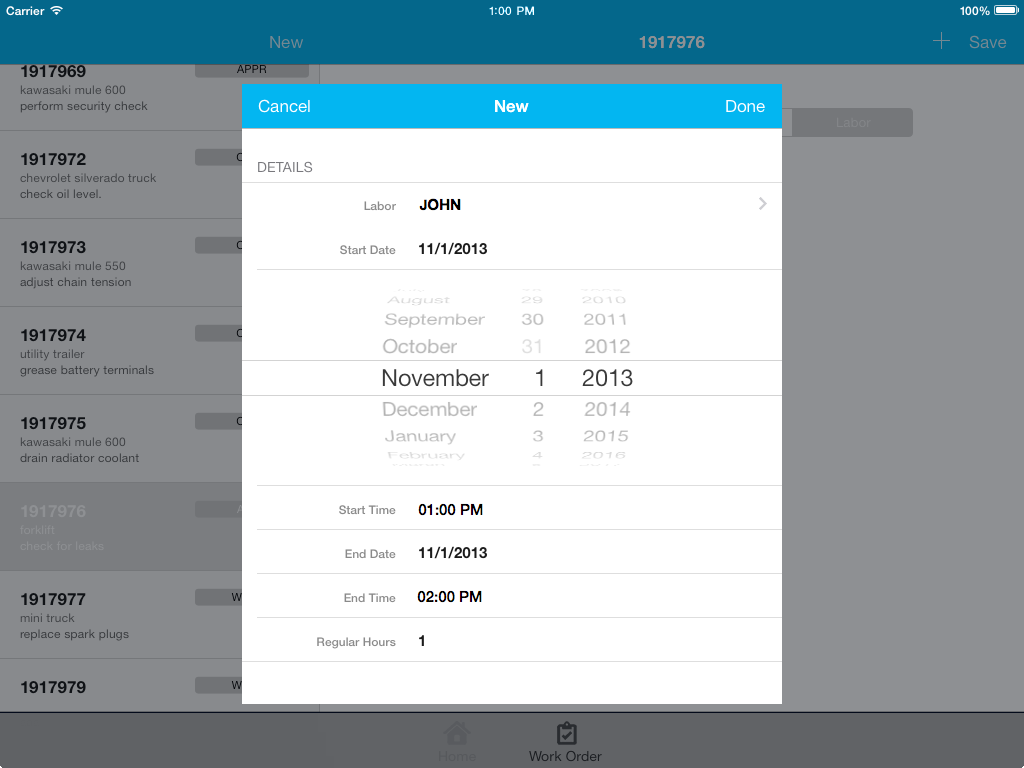 Carrier 1:00 PM 100%
New 1917976 + Save
1917969 APPR
kawasaki mule 600
perform security check
1917972
chevrolet silverado truck
check oil level.
1917973
kawasaki mule 550
adjust chain tension
1917974
utility trailer
grease battery terminals
1917975
kawasaki mule 600
drain radiator coolant
1917976
forklift
check for leaks
1917977 W
mini truck
replace spark plugs
1917979 W
Labor
Cancel New Done
DETAILS
Labor JOHN
Start Date 11/1/2013
August 29 2010
September 30 2011
October 31 2012
November 1 2013
December 2 2014
January 3 2015
February 4 2016
Start Time 01:00 PM
End Date 11/1/2013
End Time 02:00 PM
Regular Hours 1
Home Work Order